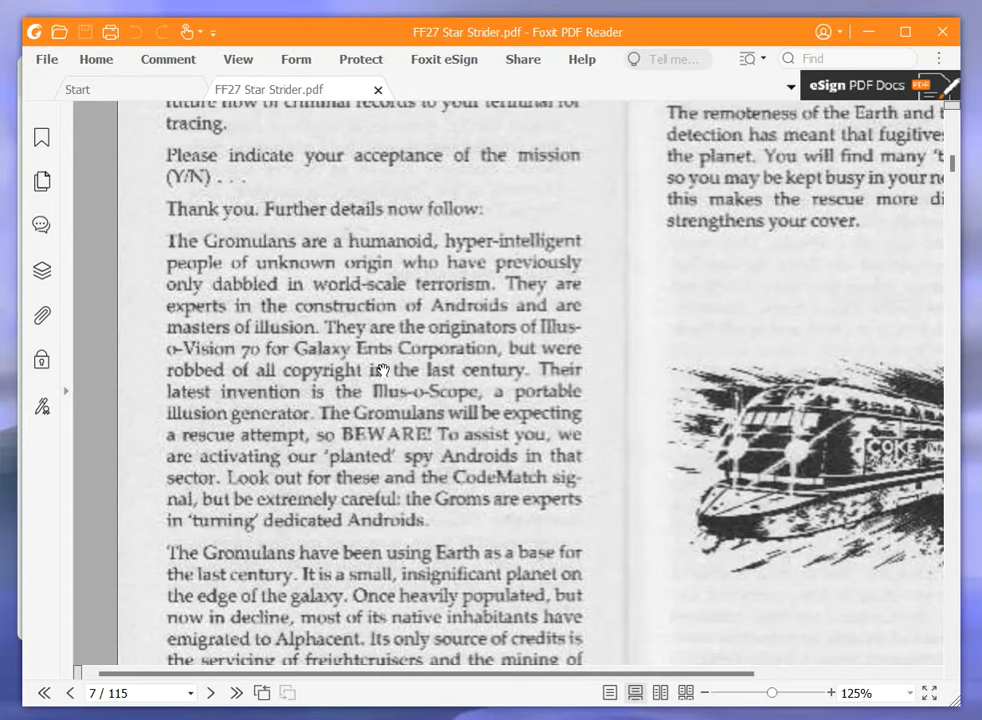 FF27 Star Strider.pdf - Foxit PDF Reader
File Home Comment View Form Protect Foxit eSign Share Help Tell me... Find
Start FF27 Star Strider.pdf eSign PDF Docs PDF
future flow of criminal records to your terminal for
tracing.
Please indicate your acceptance of the mission
(Y/N) . . .
Thank you. Further details now follow:
The Gromulans are a humanoid, hyper-intelligent
people of unknown origin who have previously
only dabbled in world-scale terrorism. They are
experts in the construction of Androids and are
masters of illusion. They are the originators of Illus-
o-Vision 70 for Galaxy Ents Corporation, but were
robbed of all copyright in the last century. Their
latest invention is the Illus-o-Scope, a portable
illusion generator. The Gromulans will be expecting
a rescue attempt, so BEWARE! To assist you, we
are activating our 'planted' spy Androids in that
sector. Look out for these and the CodeMatch sig-
nal, but be extremely careful: the Groms are experts
in 'turning' dedicated Androids.
The Gromulans have been using Earth as a base for
the last century. It is a small, insignificant planet on
the edge of the galaxy. Once heavily populated, but
now in decline, most of its native inhabitants have
emigrated to Alphacent. Its only source of credits is
the servicing of freightcruisers and the mining of
The remoteness of the Earth and t
detection has meant that fugitive
the planet. You will find many 't
so you may be kept busy in your n
this makes the rescue more di
strengthens your cover.
COKE
7 / 115
125%